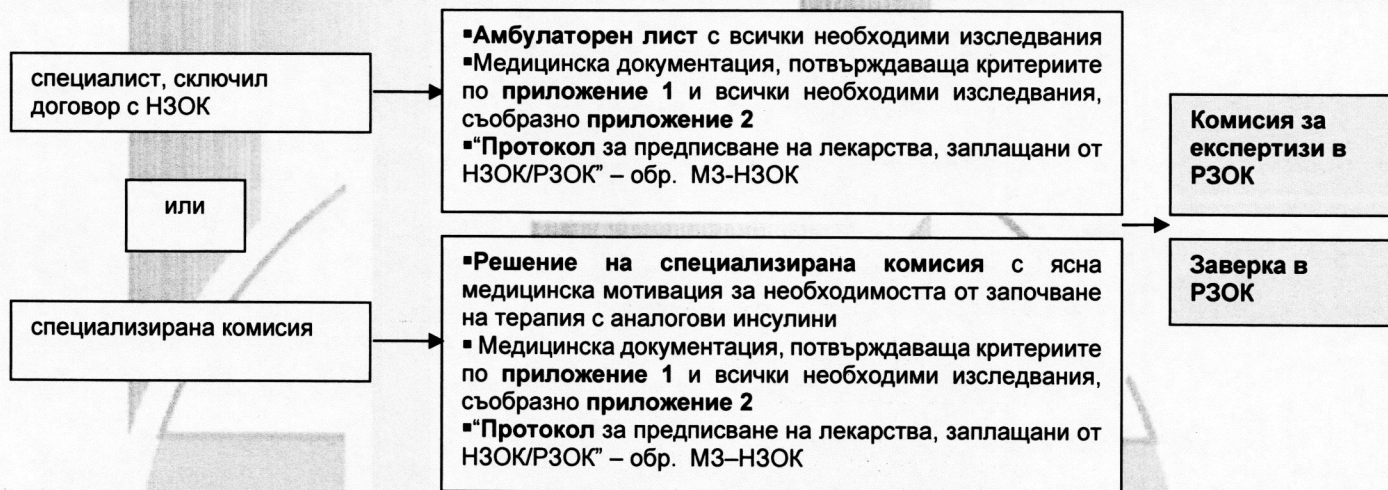 специалист, сключил
договор с НЗОК
или
специализирана комисия
▪Амбулаторен лист с всички необходими изследвания
▪Медицинска документация, потвърждаваща критериите
по приложение 1 и всички необходими изследвания,
съобразно приложение 2
▪“Протокол за предписване на лекарства, заплащани от
НЗОК/РЗОК” – обр. МЗ-НЗОК
▪Решение на специализирана комисия с ясна
медицинска мотивация за необходимостта от започване
на терапия с аналогови инсулини
▪ Медицинска документация, потвърждаваща критериите
по приложение 1 и всички необходими изследвания,
съобразно приложение 2
▪“Протокол за предписване на лекарства, заплащани от
НЗОК/РЗОК” – обр. МЗ–НЗОК
Комисия за
експертизи в
РЗОК
Заверка в
РЗОК